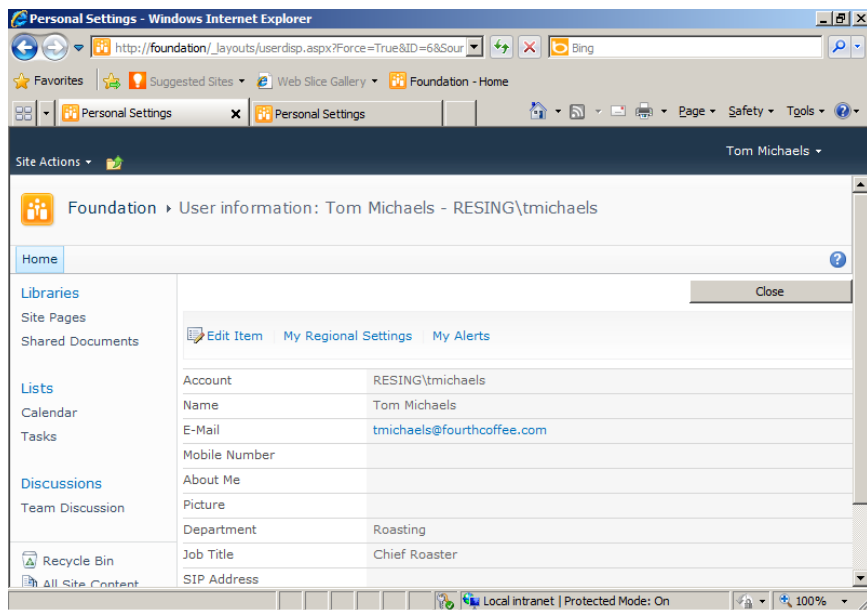 Personal Settings - Windows Internet Explorer
http://foundation/_layouts/userdisp.aspx?Force=True&ID=6&Sour
Bing
Favorites
Suggested Sites
Web Slice Gallery
Foundation - Home
Personal Settings
Personal Settings
Page
Safety
Tools
Tom Michaels
Site Actions
Foundation
User information: Tom Michaels - RESING\tmichaels
Home
Close
Libraries
Site Pages
Shared Documents
Lists
Calendar
Tasks
Discussions
Team Discussion
Recycle Bin
All Site Content
Edit Item
My Regional Settings
My Alerts
Account RESING\tmichaels
Name Tom Michaels
E-Mail tmichaels@fourthcoffee.com
Mobile Number
About Me
Picture
Department Roasting
Job Title Chief Roaster
SIP Address
Local intranet | Protected Mode: On
100%